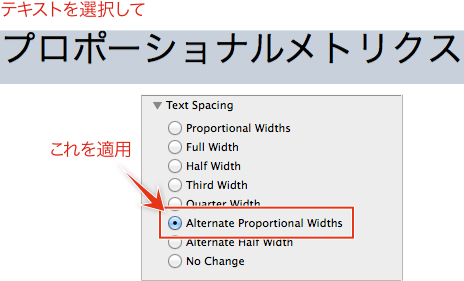 テキストを選択して
プロポーショナルメトリクス
Text Spacing
Proportional Widths
Full Width
Half Width
これを適用
Third Width
Quarter Width
Alternate Proportional Widths
Alternate Half Width
No Change